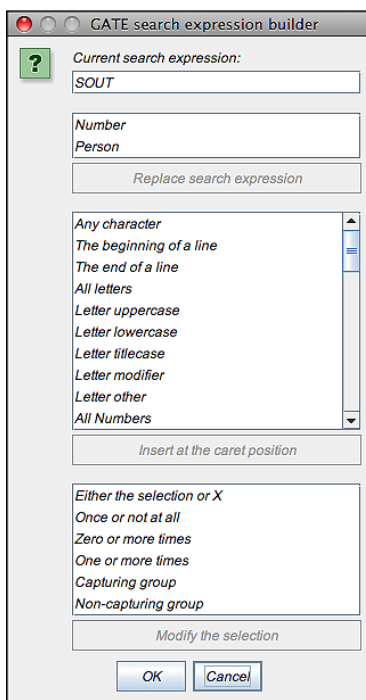 GATE search expression builder
?
Current search expression:
SOUT
Number
Person
Replace search expression
Any character
The beginning of a line
The end of a line
All letters
Letter uppercase
Letter lowercase
Letter titlecase
Letter modifier
Letter other
All Numbers
Insert at the caret position
Either the selection or X
Once or not at all
Zero or more times
One or more times
Capturing group
Non-capturing group
Modify the selection
OK Cancel